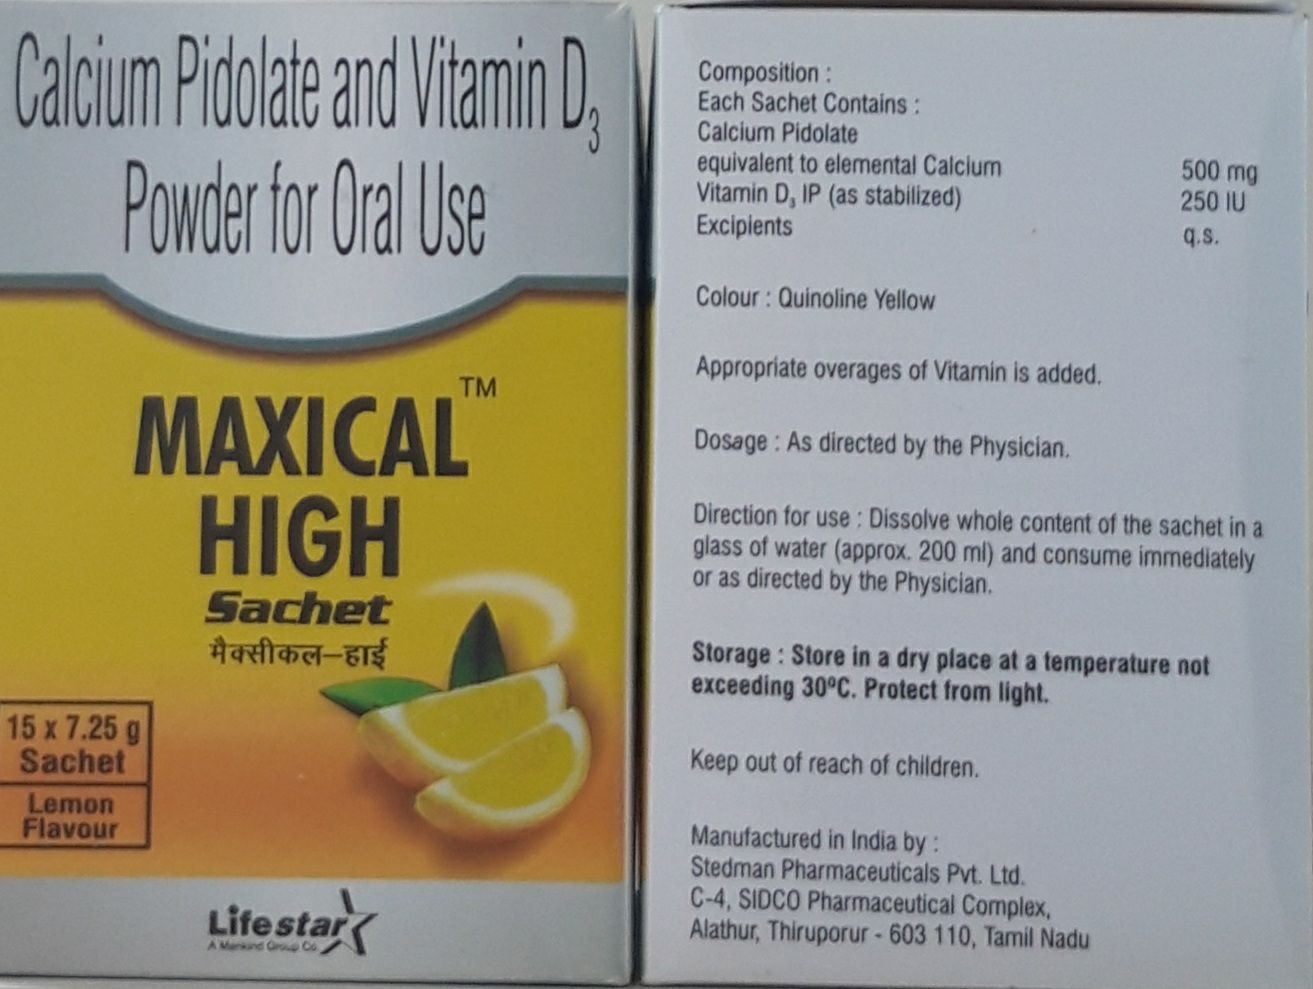 Calcium Pidolate and Vitamin D₃
Powder for Oral Use
MAXICAL™
HIGH
Sachet
मैक्सीकल–हाई
15 x 7.25 g
Sachet
Lemon
Flavour
Lifestar
A Mankind Group Co.
Composition :
Each Sachet Contains :
Calcium Pidolate
equivalent to elemental Calcium 500 mg
Vitamin D₃ IP (as stabilized) 250 IU
Excipients q.s.
Colour : Quinoline Yellow
Appropriate overages of Vitamin is added.
Dosage : As directed by the Physician.
Direction for use : Dissolve whole content of the sachet in a
glass of water (approx. 200 ml) and consume immediately
or as directed by the Physician.
Storage : Store in a dry place at a temperature not
exceeding 30ºC. Protect from light.
Keep out of reach of children.
Manufactured in India by :
Stedman Pharmaceuticals Pvt. Ltd.
C-4, SIDCO Pharmaceutical Complex,
Alathur, Thiruporur - 603 110, Tamil Nadu